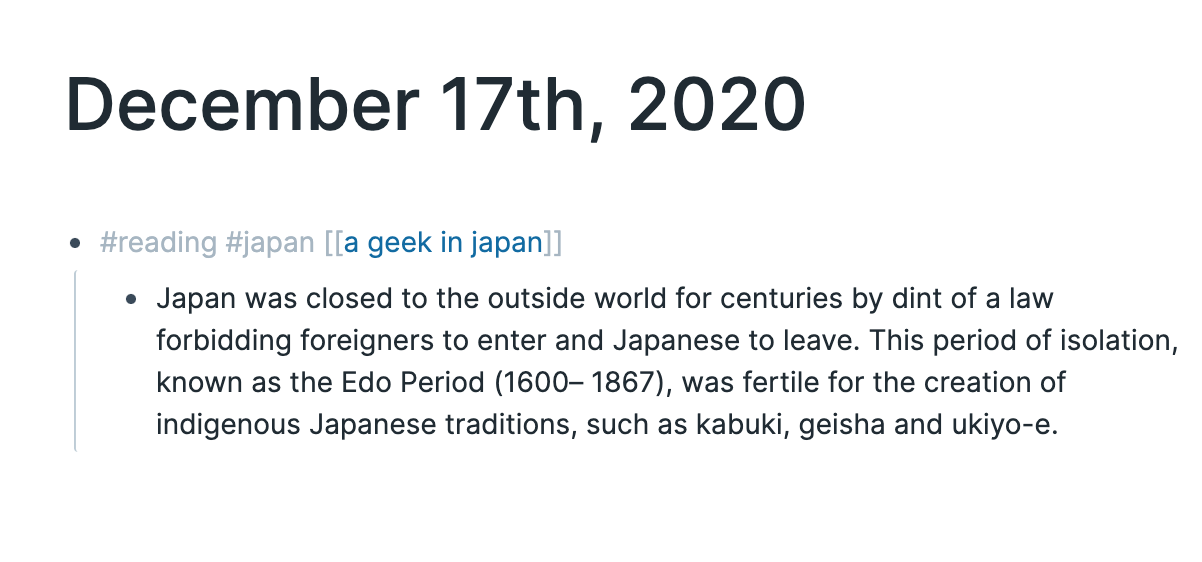 December 17th, 2020
#reading #japan [[a geek in japan]]
Japan was closed to the outside world for centuries by dint of a law
forbidding foreigners to enter and Japanese to leave. This period of isolation,
known as the Edo Period (1600– 1867), was fertile for the creation of
indigenous Japanese traditions, such as kabuki, geisha and ukiyo-e.